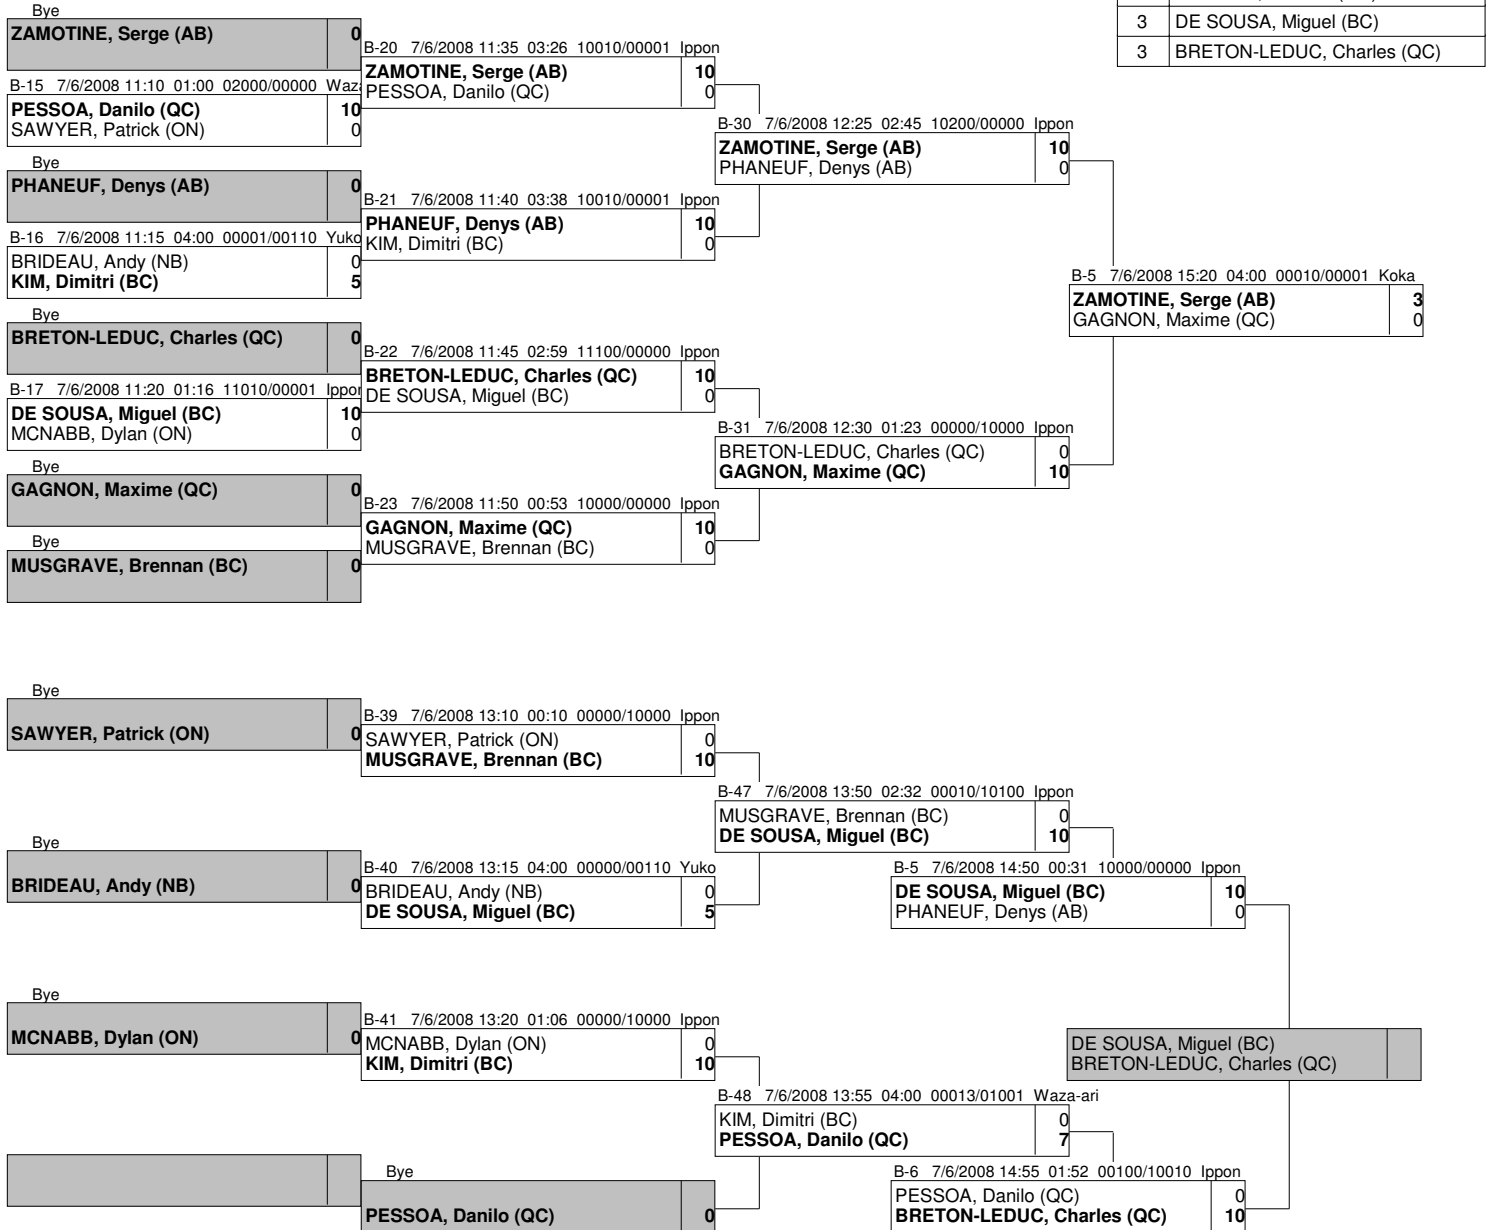 3 DE SOUSA, Miguel (BC)
3 BRETON-LEDUC, Charles (QC)
Bye
ZAMOTINE, Serge (AB) 0
B-15 7/6/2008 11:10 01:00 02000/00000 Waza
PESSOA, Danilo (QC) 10
SAWYER, Patrick (ON) 0
Bye
PHANEUF, Denys (AB) 0
B-16 7/6/2008 11:15 04:00 00001/00110 Yuko
BRIDEAU, Andy (NB) 0
KIM, Dimitri (BC) 5
Bye
BRETON-LEDUC, Charles (QC) 0
B-17 7/6/2008 11:20 01:16 11010/00001 Ippon
DE SOUSA, Miguel (BC) 10
MCNABB, Dylan (ON) 0
Bye
GAGNON, Maxime (QC) 0
Bye
MUSGRAVE, Brennan (BC) 0
B-20 7/6/2008 11:35 03:26 10010/00001 Ippon
ZAMOTINE, Serge (AB) 10
PESSOA, Danilo (QC) 0
B-21 7/6/2008 11:40 03:38 10010/00001 Ippon
PHANEUF, Denys (AB) 10
KIM, Dimitri (BC) 0
B-22 7/6/2008 11:45 02:59 11100/00000 Ippon
BRETON-LEDUC, Charles (QC) 10
DE SOUSA, Miguel (BC) 0
B-23 7/6/2008 11:50 00:53 10000/00000 Ippon
GAGNON, Maxime (QC) 10
MUSGRAVE, Brennan (BC) 0
B-30 7/6/2008 12:25 02:45 10200/00000 Ippon
ZAMOTINE, Serge (AB) 10
PHANEUF, Denys (AB) 0
B-31 7/6/2008 12:30 01:23 00000/10000 Ippon
BRETON-LEDUC, Charles (QC) 0
GAGNON, Maxime (QC) 10
B-5 7/6/2008 15:20 04:00 00010/00001 Koka
ZAMOTINE, Serge (AB) 3
GAGNON, Maxime (QC) 0
Bye
SAWYER, Patrick (ON) 0
Bye
BRIDEAU, Andy (NB) 0
Bye
MCNABB, Dylan (ON) 0
B-39 7/6/2008 13:10 00:10 00000/10000 Ippon
SAWYER, Patrick (ON) 0
MUSGRAVE, Brennan (BC) 10
B-40 7/6/2008 13:15 04:00 00000/00110 Yuko
BRIDEAU, Andy (NB) 0
DE SOUSA, Miguel (BC) 5
B-41 7/6/2008 13:20 01:06 00000/10000 Ippon
MCNABB, Dylan (ON) 0
KIM, Dimitri (BC) 10
Bye
PESSOA, Danilo (QC) 0
B-47 7/6/2008 13:50 02:32 00010/10100 Ippon
MUSGRAVE, Brennan (BC) 0
DE SOUSA, Miguel (BC) 10
B-48 7/6/2008 13:55 04:00 00013/01001 Waza-ari
KIM, Dimitri (BC) 0
PESSOA, Danilo (QC) 7
B-5 7/6/2008 14:50 00:31 10000/00000 Ippon
DE SOUSA, Miguel (BC) 10
PHANEUF, Denys (AB) 0
B-6 7/6/2008 14:55 01:52 00100/10010 Ippon
PESSOA, Danilo (QC) 0
BRETON-LEDUC, Charles (QC) 10
DE SOUSA, Miguel (BC)
BRETON-LEDUC, Charles (QC)